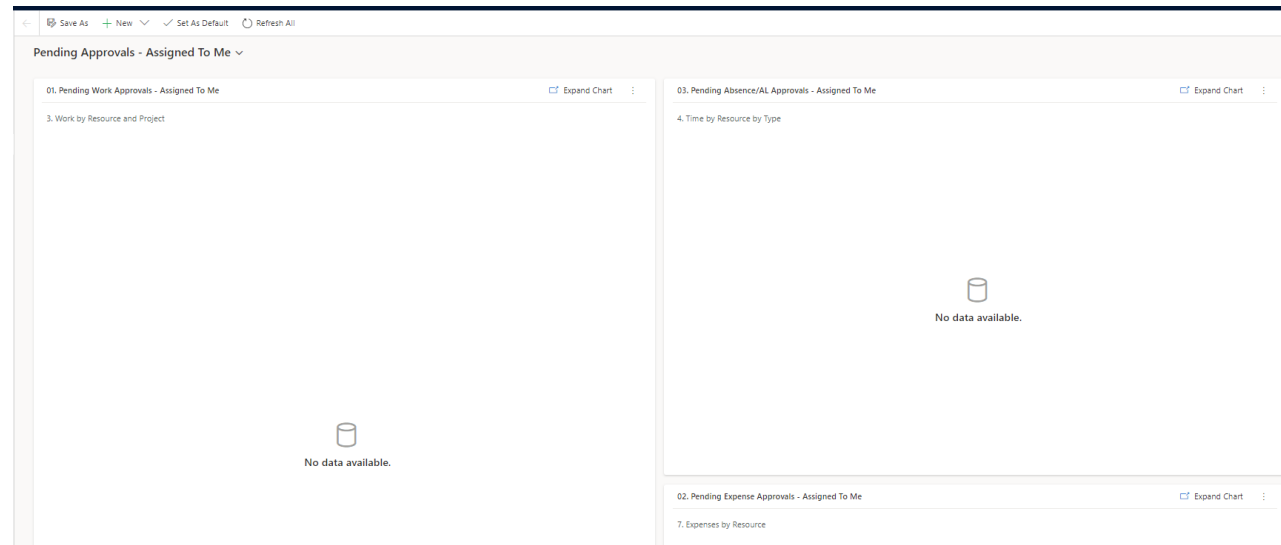 Save As New Set As Default Refresh All
Pending Approvals - Assigned To Me
01. Pending Work Approvals - Assigned To Me Expand Chart
3. Work by Resource and Project
No data available.
03. Pending Absence/AL Approvals - Assigned To Me Expand Chart
4. Time by Resource by Type
No data available.
02. Pending Expense Approvals - Assigned To Me Expand Chart
7. Expenses by Resource